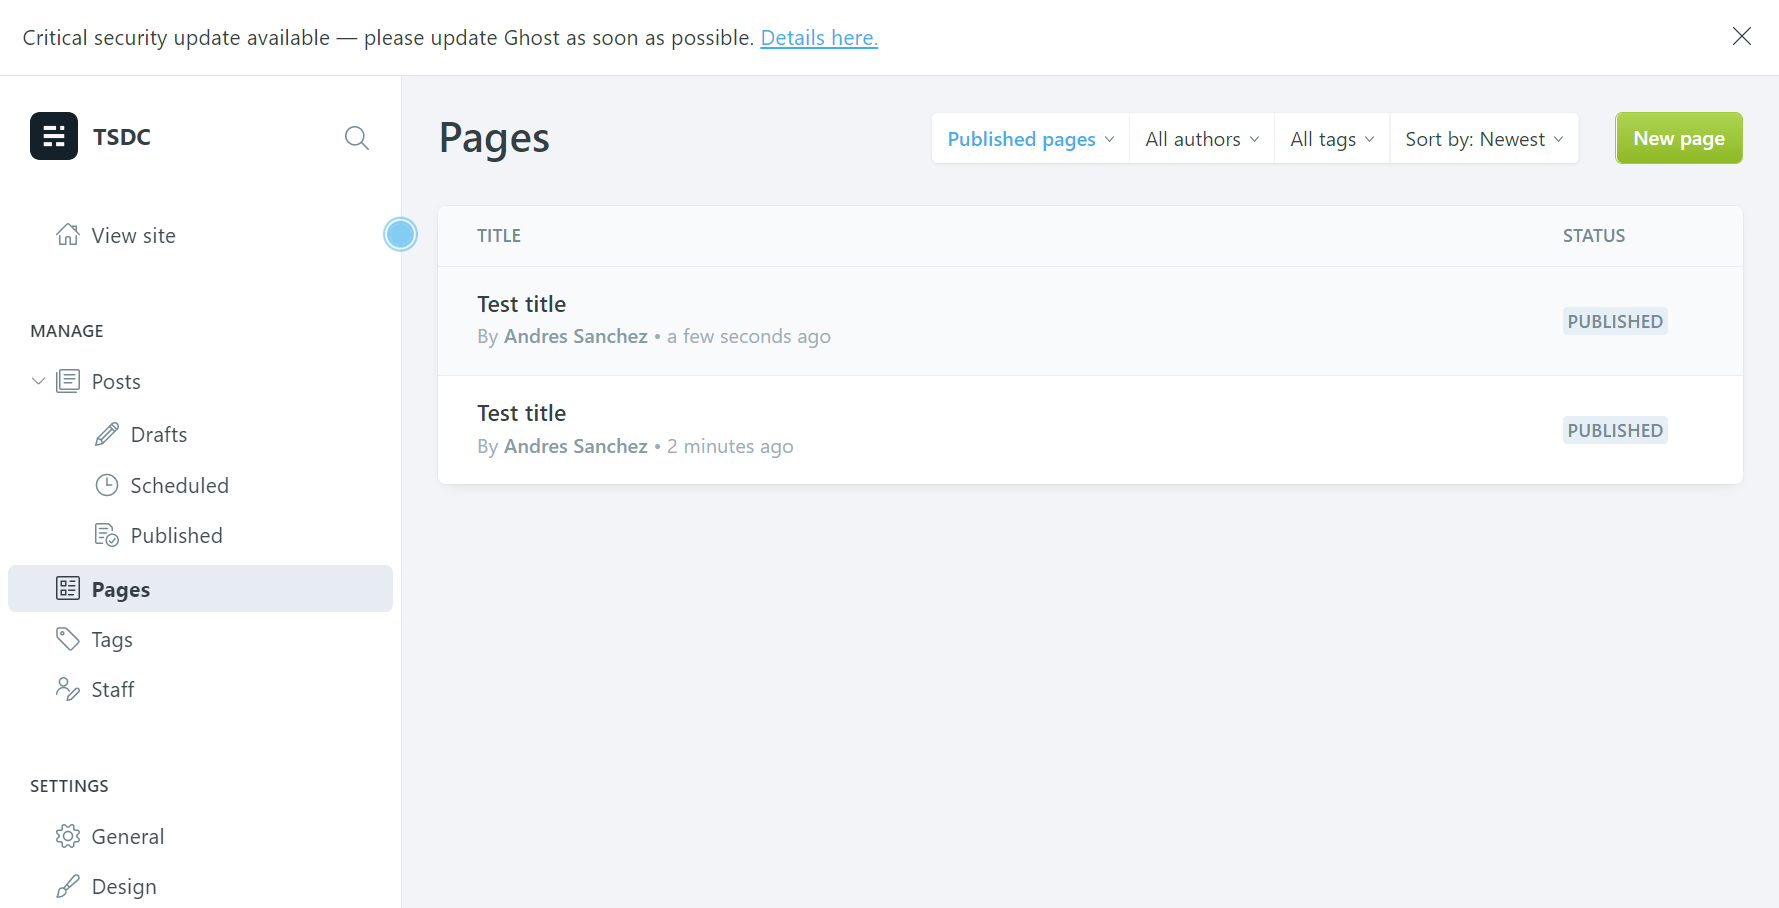 Critical security update available — please update Ghost as soon as possible. Details here.
TSDC
View site
MANAGE
Posts
Drafts
Scheduled
Published
Pages
Tags
Staff
SETTINGS
General
Design
Pages
Published pages
All authors
All tags
Sort by: Newest
New page
TITLE
STATUS
Test title
By Andres Sanchez • a few seconds ago
PUBLISHED
Test title
By Andres Sanchez • 2 minutes ago
PUBLISHED